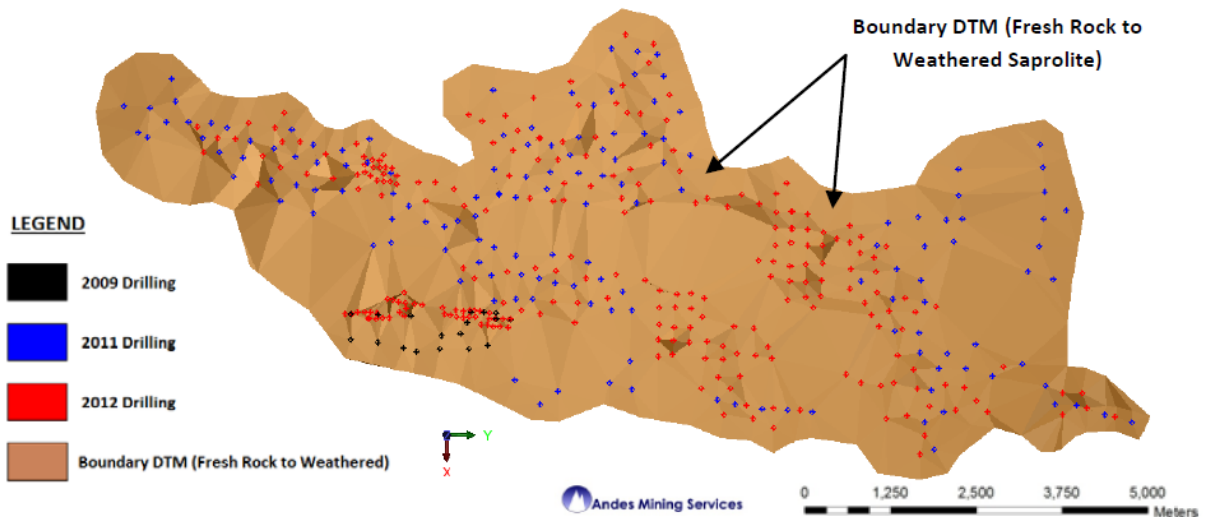 Boundary DTM (Fresh Rock to
Weathered Saprolite)
LEGEND
2009 Drilling
2011 Drilling
2012 Drilling
Boundary DTM (Fresh Rock to Weathered)
Y
X
Andes Mining Services
0 1,250 2,500 3,750 5,000
Meters